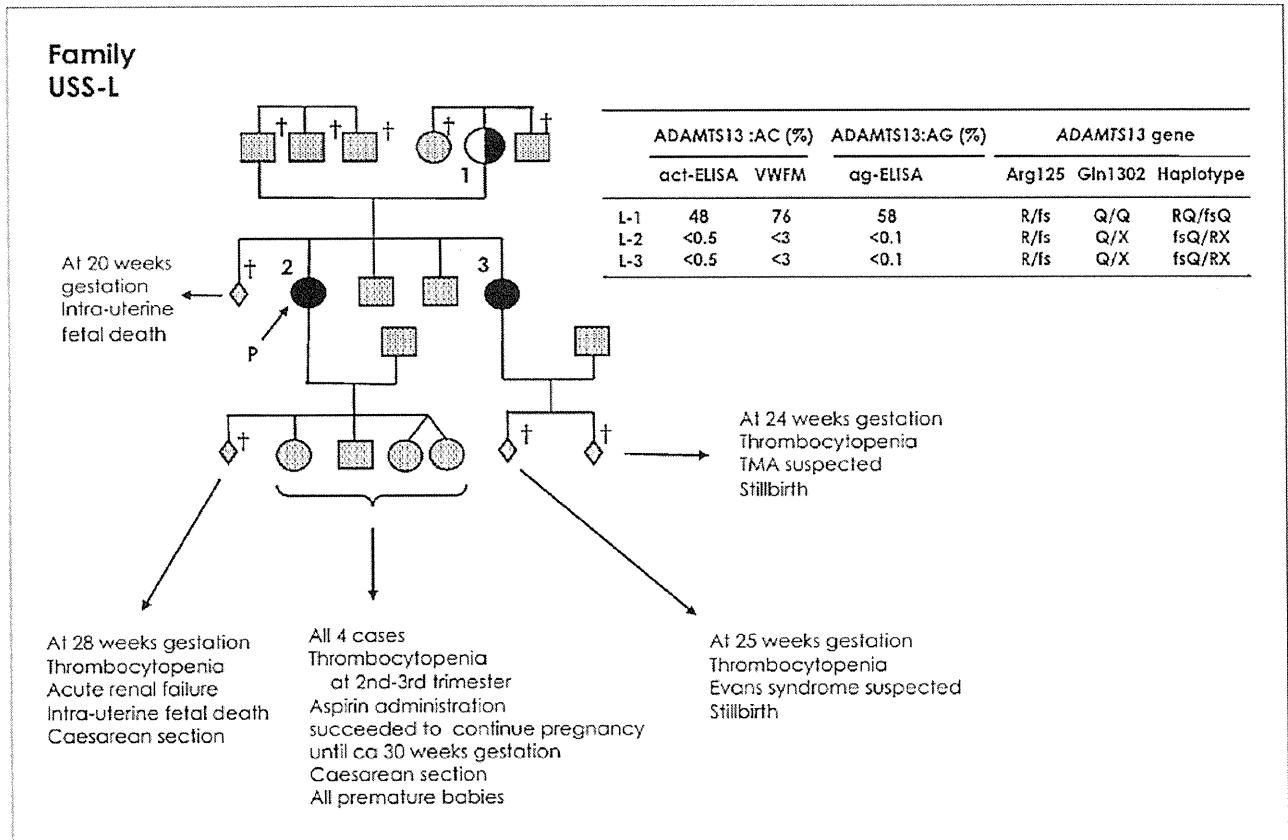 Family
USS-L
† † † † †
1
ADAMTS13 :AC (%) ADAMTS13:AG (%) ADAMTS13 gene
act-ELISA VWFM ag-ELISA Arg125 Gln1302 Haplotype
L-1 48 76 58 R/fs Q/Q RQ/fsQ
L-2 <0.5 <3 <0.1 R/fs Q/X fsQ/RX
L-3 <0.5 <3 <0.1 R/fs Q/X fsQ/RX
At 20 weeks
gestation
Intra-uterine
fetal death
† 2 3
P
† † †
At 24 weeks gestation
Thrombocytopenia
TMA suspected
Stillbirth
At 28 weeks gestation
Thrombocytopenia
Acute renal failure
Intra-uterine fetal death
Caesarean section
All 4 cases
Thrombocytopenia
at 2nd-3rd trimester
Aspirin administration
succeeded to continue pregnancy
until ca 30 weeks gestation
Caesarean section
All premature babies
At 25 weeks gestation
Thrombocytopenia
Evans syndrome suspected
Stillbirth